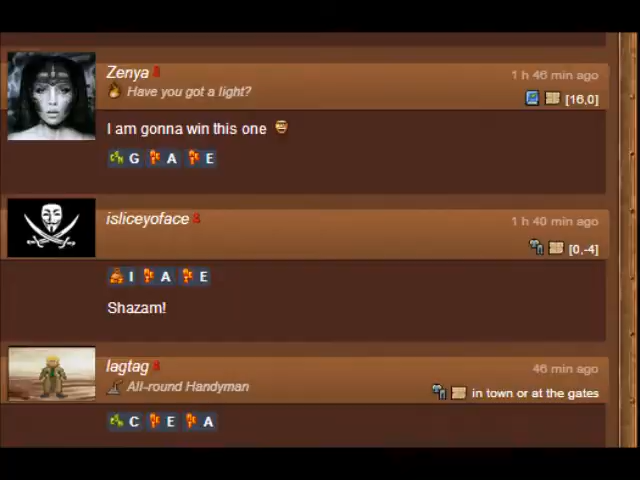 Zenya
1 h 46 min ago
Have you got a light?
[16,0]
I am gonna win this one
G A E
isliceyoface
1 h 40 min ago
[0,-4]
I A E
Shazam!
lagtag
46 min ago
All-round Handyman
in town or at the gates
C E A